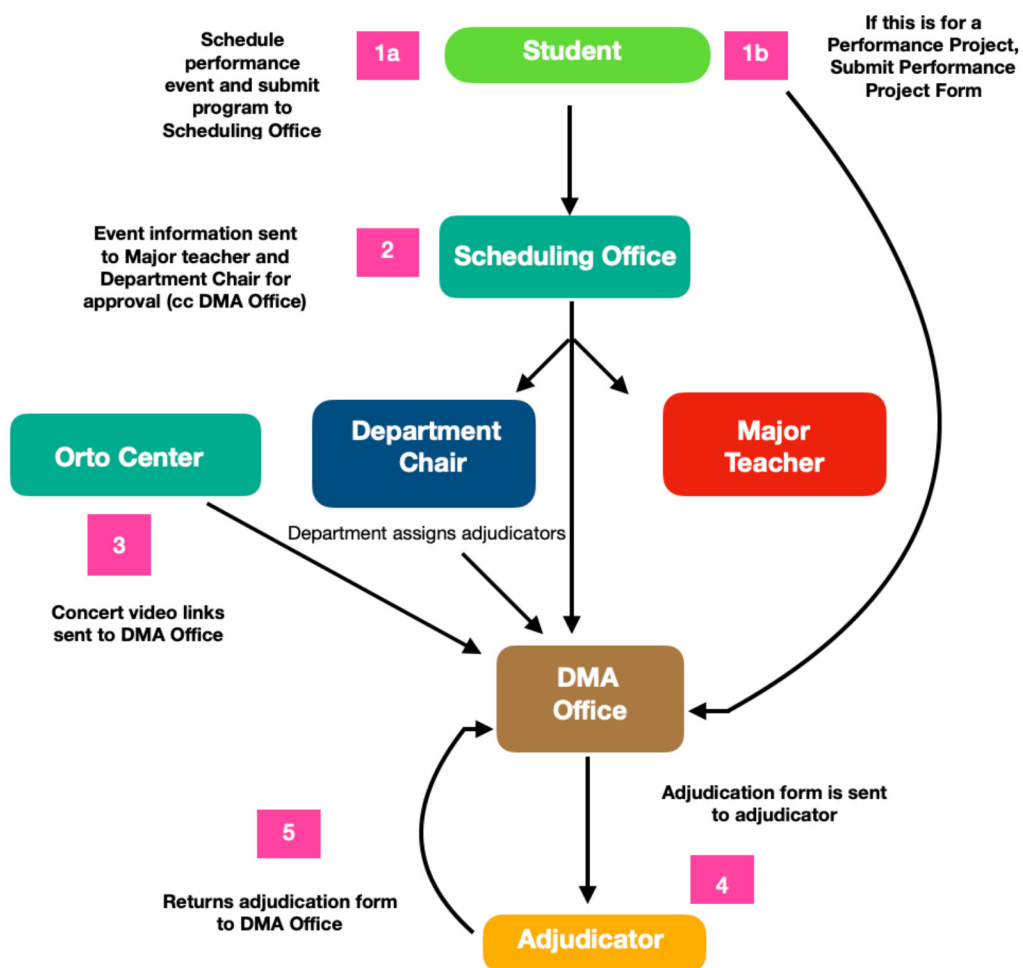 Schedule
performance
event and submit
program to
Scheduling Office
1a
Student
1b
If this is for a
Performance Project,
Submit Performance
Project Form
Event information sent
to Major teacher and
Department Chair for
approval (cc DMA Office)
2
Scheduling Office
Orto Center
Department
Chair
Major
Teacher
3
Department assigns adjudicators
Concert video links
sent to DMA Office
DMA
Office
Adjudication form is sent
to adjudicator
5
4
Returns adjudication form
to DMA Office
Adjudicator